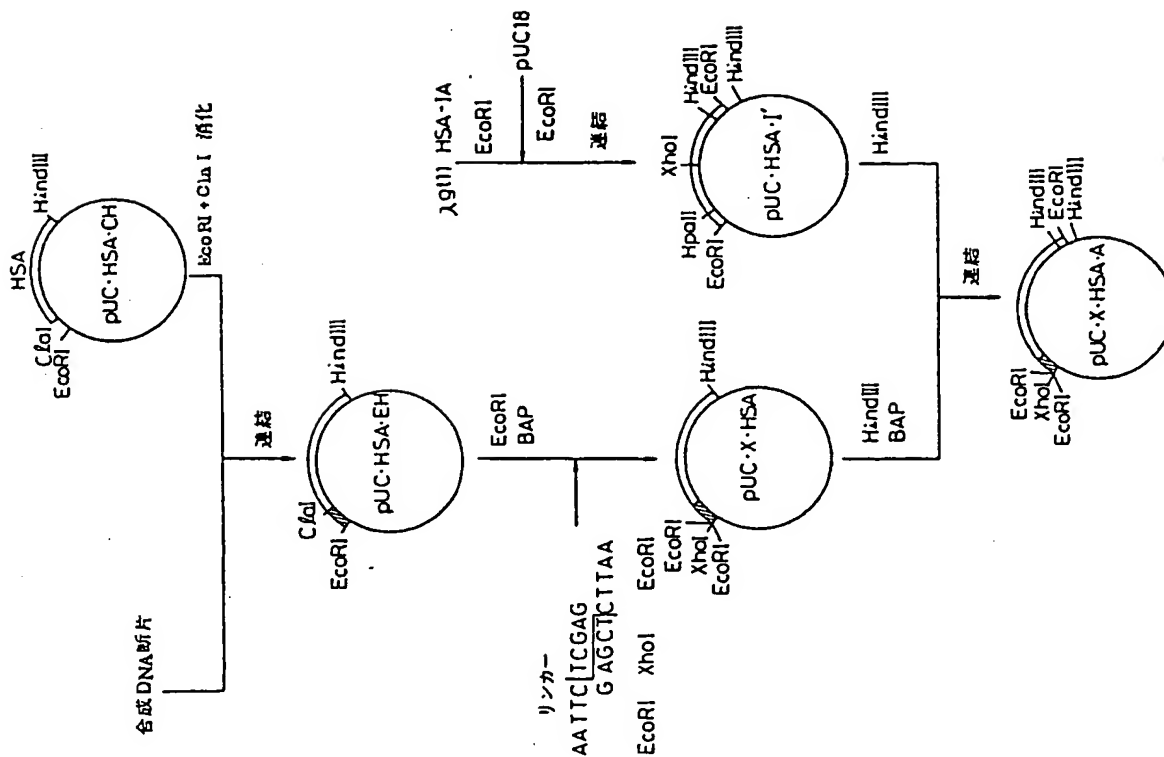 合成DNA断片
HSA
ClaI
EcoRI
HindIII
pUC·HSA·CH
EcoRI + ClaI 消化
連結
ClaI
EcoRI
HindIII
pUC·HSA·EH
リンカー
AATTCTCGAG
GAGCTCTTAA
EcoRI XhoI EcoRI
EcoRI
BAP
EcoRI
XhoI
EcoRI
HindIII
pUC·X·HSA
HindIII
BAP
λgt11 HSA·IA
EcoRI
pUC18
EcoRI
連結
HpaII
EcoRI
XhoI
HindIII
EcoRI
HindIII
pUC·HSA·I'
HindIII
連結
EcoRI
XhoI
EcoRI
HindIII
EcoRI
HindIII
pUC·X·HSA·A